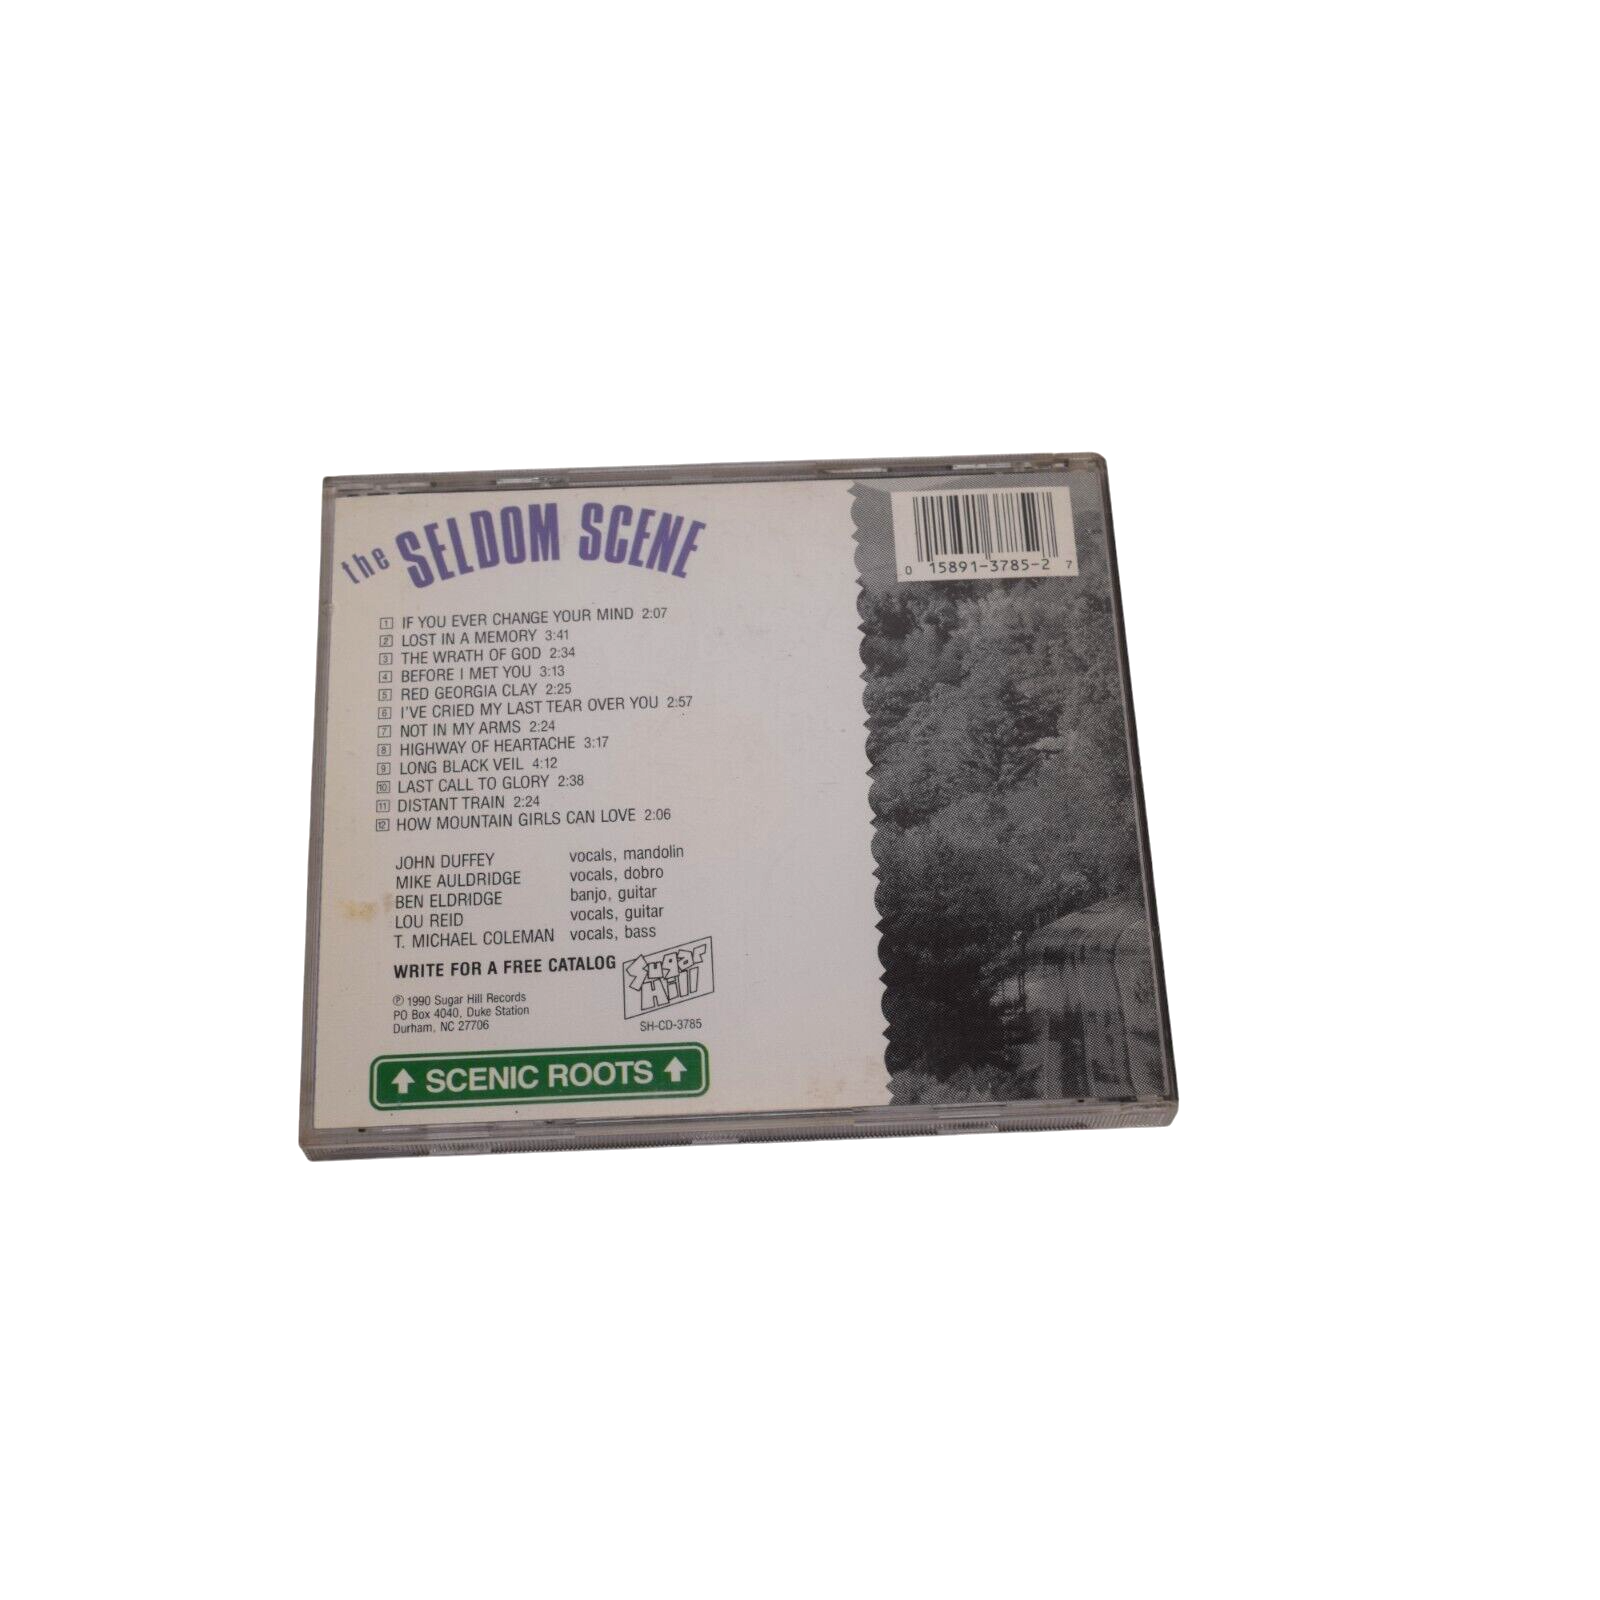 the SELDOM SCENE
0 15891-3785-2 7
1 IF YOU EVER CHANGE YOUR MIND 2:07
2 LOST IN A MEMORY 3:41
3 THE WRATH OF GOD 2:34
4 BEFORE I MET YOU 3:13
5 RED GEORGIA CLAY 2:25
6 I'VE CRIED MY LAST TEAR OVER YOU 2:57
7 NOT IN MY ARMS 2:24
8 HIGHWAY OF HEARTACHE 3:17
9 LONG BLACK VEIL 4:12
10 LAST CALL TO GLORY 2:38
11 DISTANT TRAIN 2:24
12 HOW MOUNTAIN GIRLS CAN LOVE 2:06
JOHN DUFFEY vocals, mandolin
MIKE AULDRIDGE vocals, dobro
BEN ELDRIDGE banjo, guitar
LOU REID vocals, guitar
T. MICHAEL COLEMAN vocals, bass
WRITE FOR A FREE CATALOG
Sugar
Hill
℗ 1990 Sugar Hill Records
PO Box 4040, Duke Station
Durham, NC 27706
SH-CD-3785
↑ SCENIC ROOTS ↑